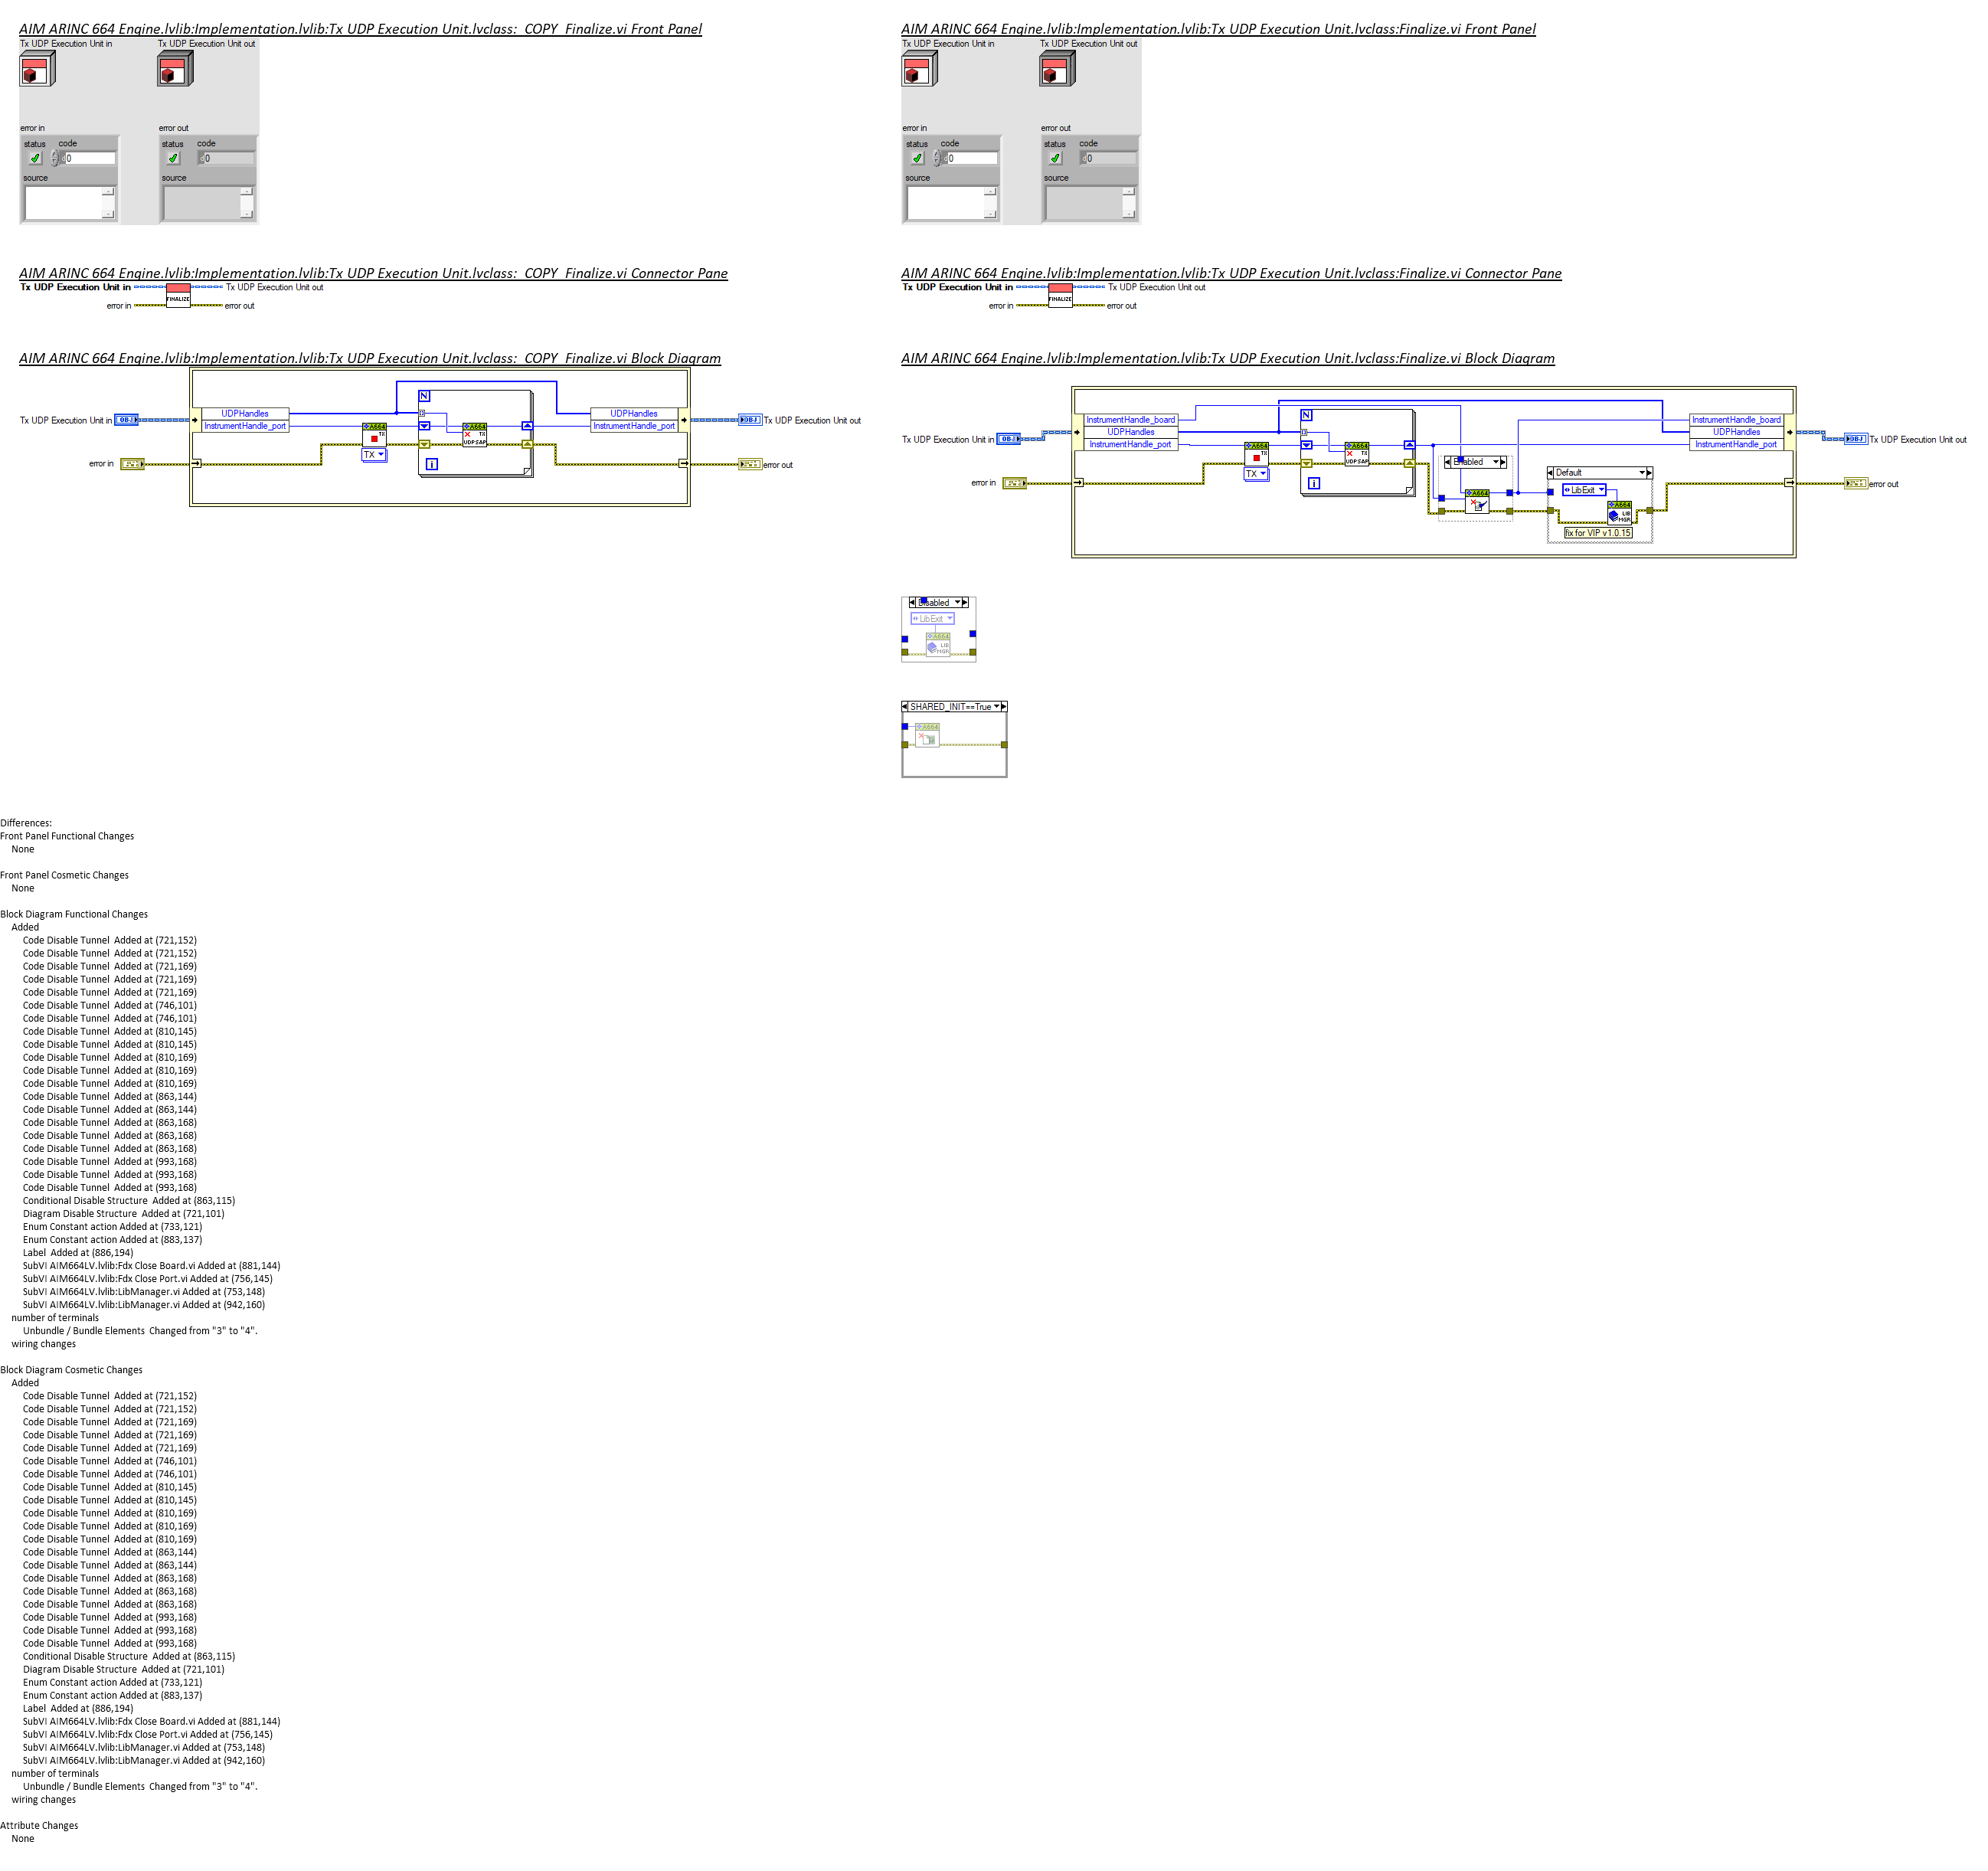 AIM ARINC 664 Engine.lvlib:Implementation.lvlib:Tx UDP Execution Unit.lvclass:_COPY_Finalize.vi Front Panel
Tx UDP Execution Unit in
Tx UDP Execution Unit out
error in
error out
status
code
status
code
0
0
source
source
AIM ARINC 664 Engine.lvlib:Implementation.lvlib:Tx UDP Execution Unit.lvclass:_COPY_Finalize.vi Connector Pane
Tx UDP Execution Unit in
Tx UDP Execution Unit out
FINALIZE
error in
error out
AIM ARINC 664 Engine.lvlib:Implementation.lvlib:Tx UDP Execution Unit.lvclass:_COPY_Finalize.vi Block Diagram
N
Tx UDP Execution Unit in
OBJ
UDPHandles
InstrumentHandle_port
A664
TX
TX
A664
TX
UDP SAP
UDPHandles
InstrumentHandle_port
OBJ
Tx UDP Execution Unit out
i
error in
error out
AIM ARINC 664 Engine.lvlib:Implementation.lvlib:Tx UDP Execution Unit.lvclass:Finalize.vi Front Panel
Tx UDP Execution Unit in
Tx UDP Execution Unit out
error in
error out
status
code
status
code
0
0
source
source
AIM ARINC 664 Engine.lvlib:Implementation.lvlib:Tx UDP Execution Unit.lvclass:Finalize.vi Connector Pane
Tx UDP Execution Unit in
Tx UDP Execution Unit out
FINALIZE
error in
error out
AIM ARINC 664 Engine.lvlib:Implementation.lvlib:Tx UDP Execution Unit.lvclass:Finalize.vi Block Diagram
N
Tx UDP Execution Unit in
OBJ
InstrumentHandle_board
UDPHandles
InstrumentHandle_port
A664
TX
TX
A664
TX
UDP SAP
i
Enabled
A664
Default
LibExit
A664
LIB
MGR
fix for VIP v1.0.15
InstrumentHandle_board
UDPHandles
InstrumentHandle_port
OBJ
Tx UDP Execution Unit out
error in
error out
Disabled
LibExit
A664
LIB
MGR
SHARED_INIT==True
A664
Differences:
Front Panel Functional Changes
None
Front Panel Cosmetic Changes
None
Block Diagram Functional Changes
Added
Code Disable Tunnel  Added at (721,152)
Code Disable Tunnel  Added at (721,152)
Code Disable Tunnel  Added at (721,169)
Code Disable Tunnel  Added at (721,169)
Code Disable Tunnel  Added at (721,169)
Code Disable Tunnel  Added at (746,101)
Code Disable Tunnel  Added at (746,101)
Code Disable Tunnel  Added at (810,145)
Code Disable Tunnel  Added at (810,145)
Code Disable Tunnel  Added at (810,169)
Code Disable Tunnel  Added at (810,169)
Code Disable Tunnel  Added at (810,169)
Code Disable Tunnel  Added at (863,144)
Code Disable Tunnel  Added at (863,144)
Code Disable Tunnel  Added at (863,168)
Code Disable Tunnel  Added at (863,168)
Code Disable Tunnel  Added at (863,168)
Code Disable Tunnel  Added at (993,168)
Code Disable Tunnel  Added at (993,168)
Code Disable Tunnel  Added at (993,168)
Conditional Disable Structure  Added at (863,115)
Diagram Disable Structure  Added at (721,101)
Enum Constant action Added at (733,121)
Enum Constant action Added at (883,137)
Label  Added at (886,194)
SubVI AIM664LV.lvlib:Fdx Close Board.vi Added at (881,144)
SubVI AIM664LV.lvlib:Fdx Close Port.vi Added at (756,145)
SubVI AIM664LV.lvlib:LibManager.vi Added at (753,148)
SubVI AIM664LV.lvlib:LibManager.vi Added at (942,160)
number of terminals
Unbundle / Bundle Elements  Changed from "3" to "4".
wiring changes
Block Diagram Cosmetic Changes
Added
Code Disable Tunnel  Added at (721,152)
Code Disable Tunnel  Added at (721,152)
Code Disable Tunnel  Added at (721,169)
Code Disable Tunnel  Added at (721,169)
Code Disable Tunnel  Added at (721,169)
Code Disable Tunnel  Added at (746,101)
Code Disable Tunnel  Added at (746,101)
Code Disable Tunnel  Added at (810,145)
Code Disable Tunnel  Added at (810,145)
Code Disable Tunnel  Added at (810,169)
Code Disable Tunnel  Added at (810,169)
Code Disable Tunnel  Added at (810,169)
Code Disable Tunnel  Added at (863,144)
Code Disable Tunnel  Added at (863,144)
Code Disable Tunnel  Added at (863,168)
Code Disable Tunnel  Added at (863,168)
Code Disable Tunnel  Added at (863,168)
Code Disable Tunnel  Added at (993,168)
Code Disable Tunnel  Added at (993,168)
Code Disable Tunnel  Added at (993,168)
Conditional Disable Structure  Added at (863,115)
Diagram Disable Structure  Added at (721,101)
Enum Constant action Added at (733,121)
Enum Constant action Added at (883,137)
Label  Added at (886,194)
SubVI AIM664LV.lvlib:Fdx Close Board.vi Added at (881,144)
SubVI AIM664LV.lvlib:Fdx Close Port.vi Added at (756,145)
SubVI AIM664LV.lvlib:LibManager.vi Added at (753,148)
SubVI AIM664LV.lvlib:LibManager.vi Added at (942,160)
number of terminals
Unbundle / Bundle Elements  Changed from "3" to "4".
wiring changes
Attribute Changes
None